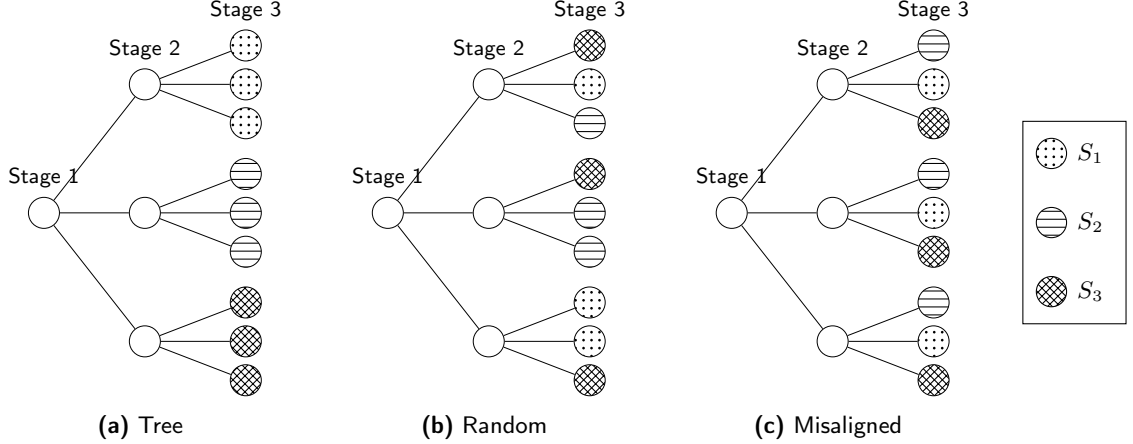 Stage 3
Stage 2
Stage 1
(a) Tree
Stage 3
Stage 2
Stage 1
(b) Random
Stage 3
Stage 2
Stage 1
(c) Misaligned
S₁
S₂
S₃